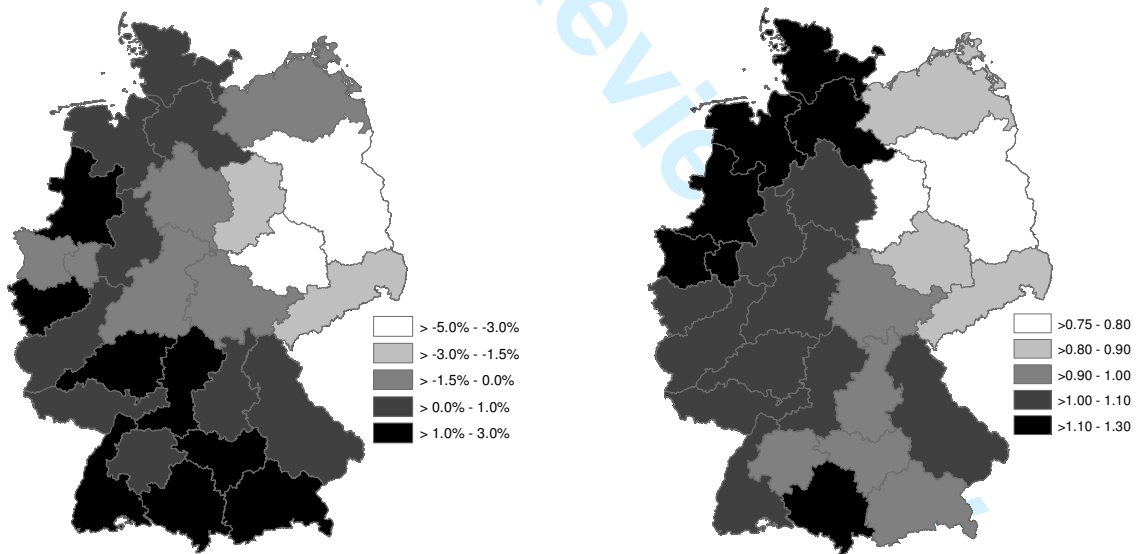 eview
> -5.0% - -3.0%
> -3.0% - -1.5%
> -1.5% - 0.0%
> 0.0% - 1.0%
> 1.0% - 3.0%
>0.75 - 0.80
>0.80 - 0.90
>0.90 - 1.00
>1.00 - 1.10
>1.10 - 1.30